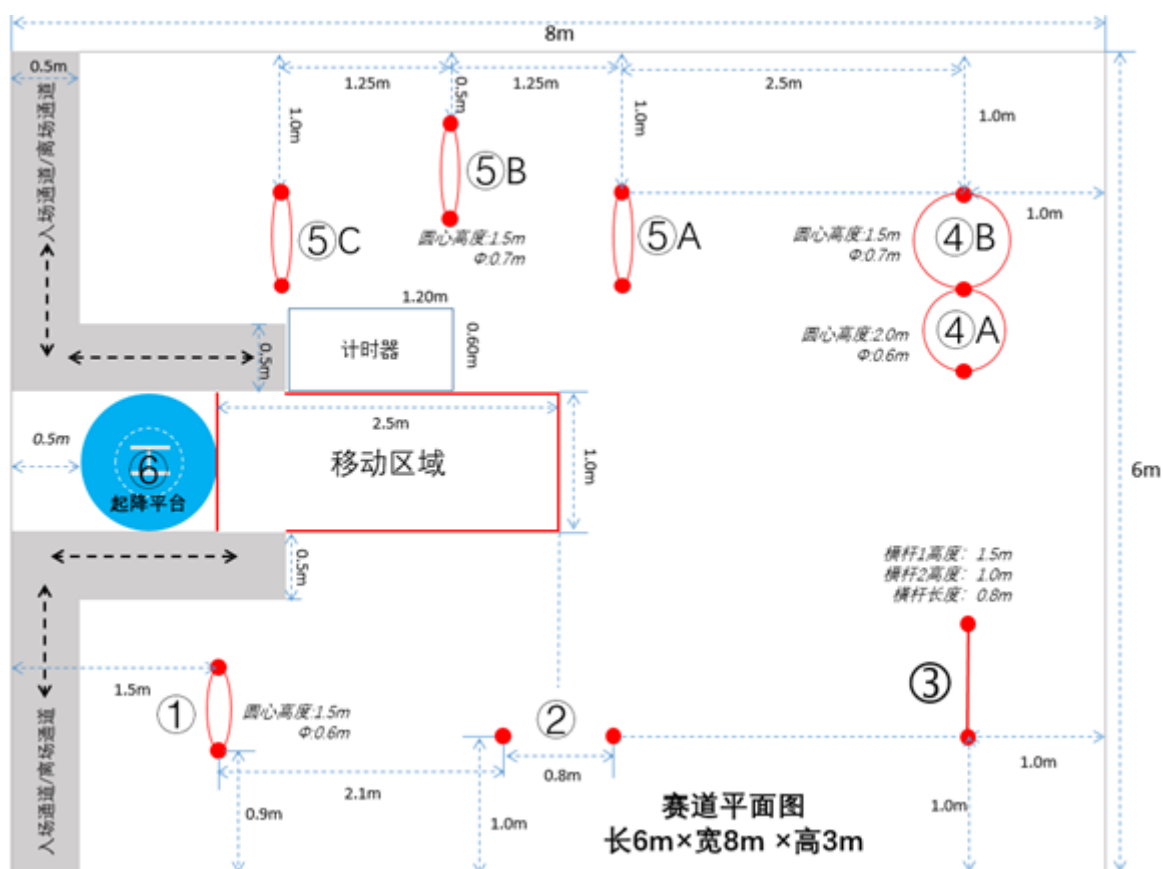 8m
0.5m
1.25m
0.5m
1.25m
2.5m
1.0m
1.0m
1.0m
1.0m
入场通道/离场通道
⑤B
⑤C
⑤A
④B
圆心高度:1.5m
Φ:0.7m
圆心高度:1.5m
Φ:0.7m
1.20m
计时器
0.60m
0.5m
④A
圆心高度:2.0m
Φ:0.6m
0.5m
2.5m
移动区域
1.0m
⑥
起降平台
6m
0.5m
横杆1高度：1.5m
横杆2高度：1.0m
横杆长度：0.8m
1.5m
①
圆心高度:1.5m
Φ:0.6m
②
③
入场通道/离场通道
2.1m
0.8m
1.0m
0.9m
1.0m
1.0m
赛道平面图
长6m×宽8m ×高3m